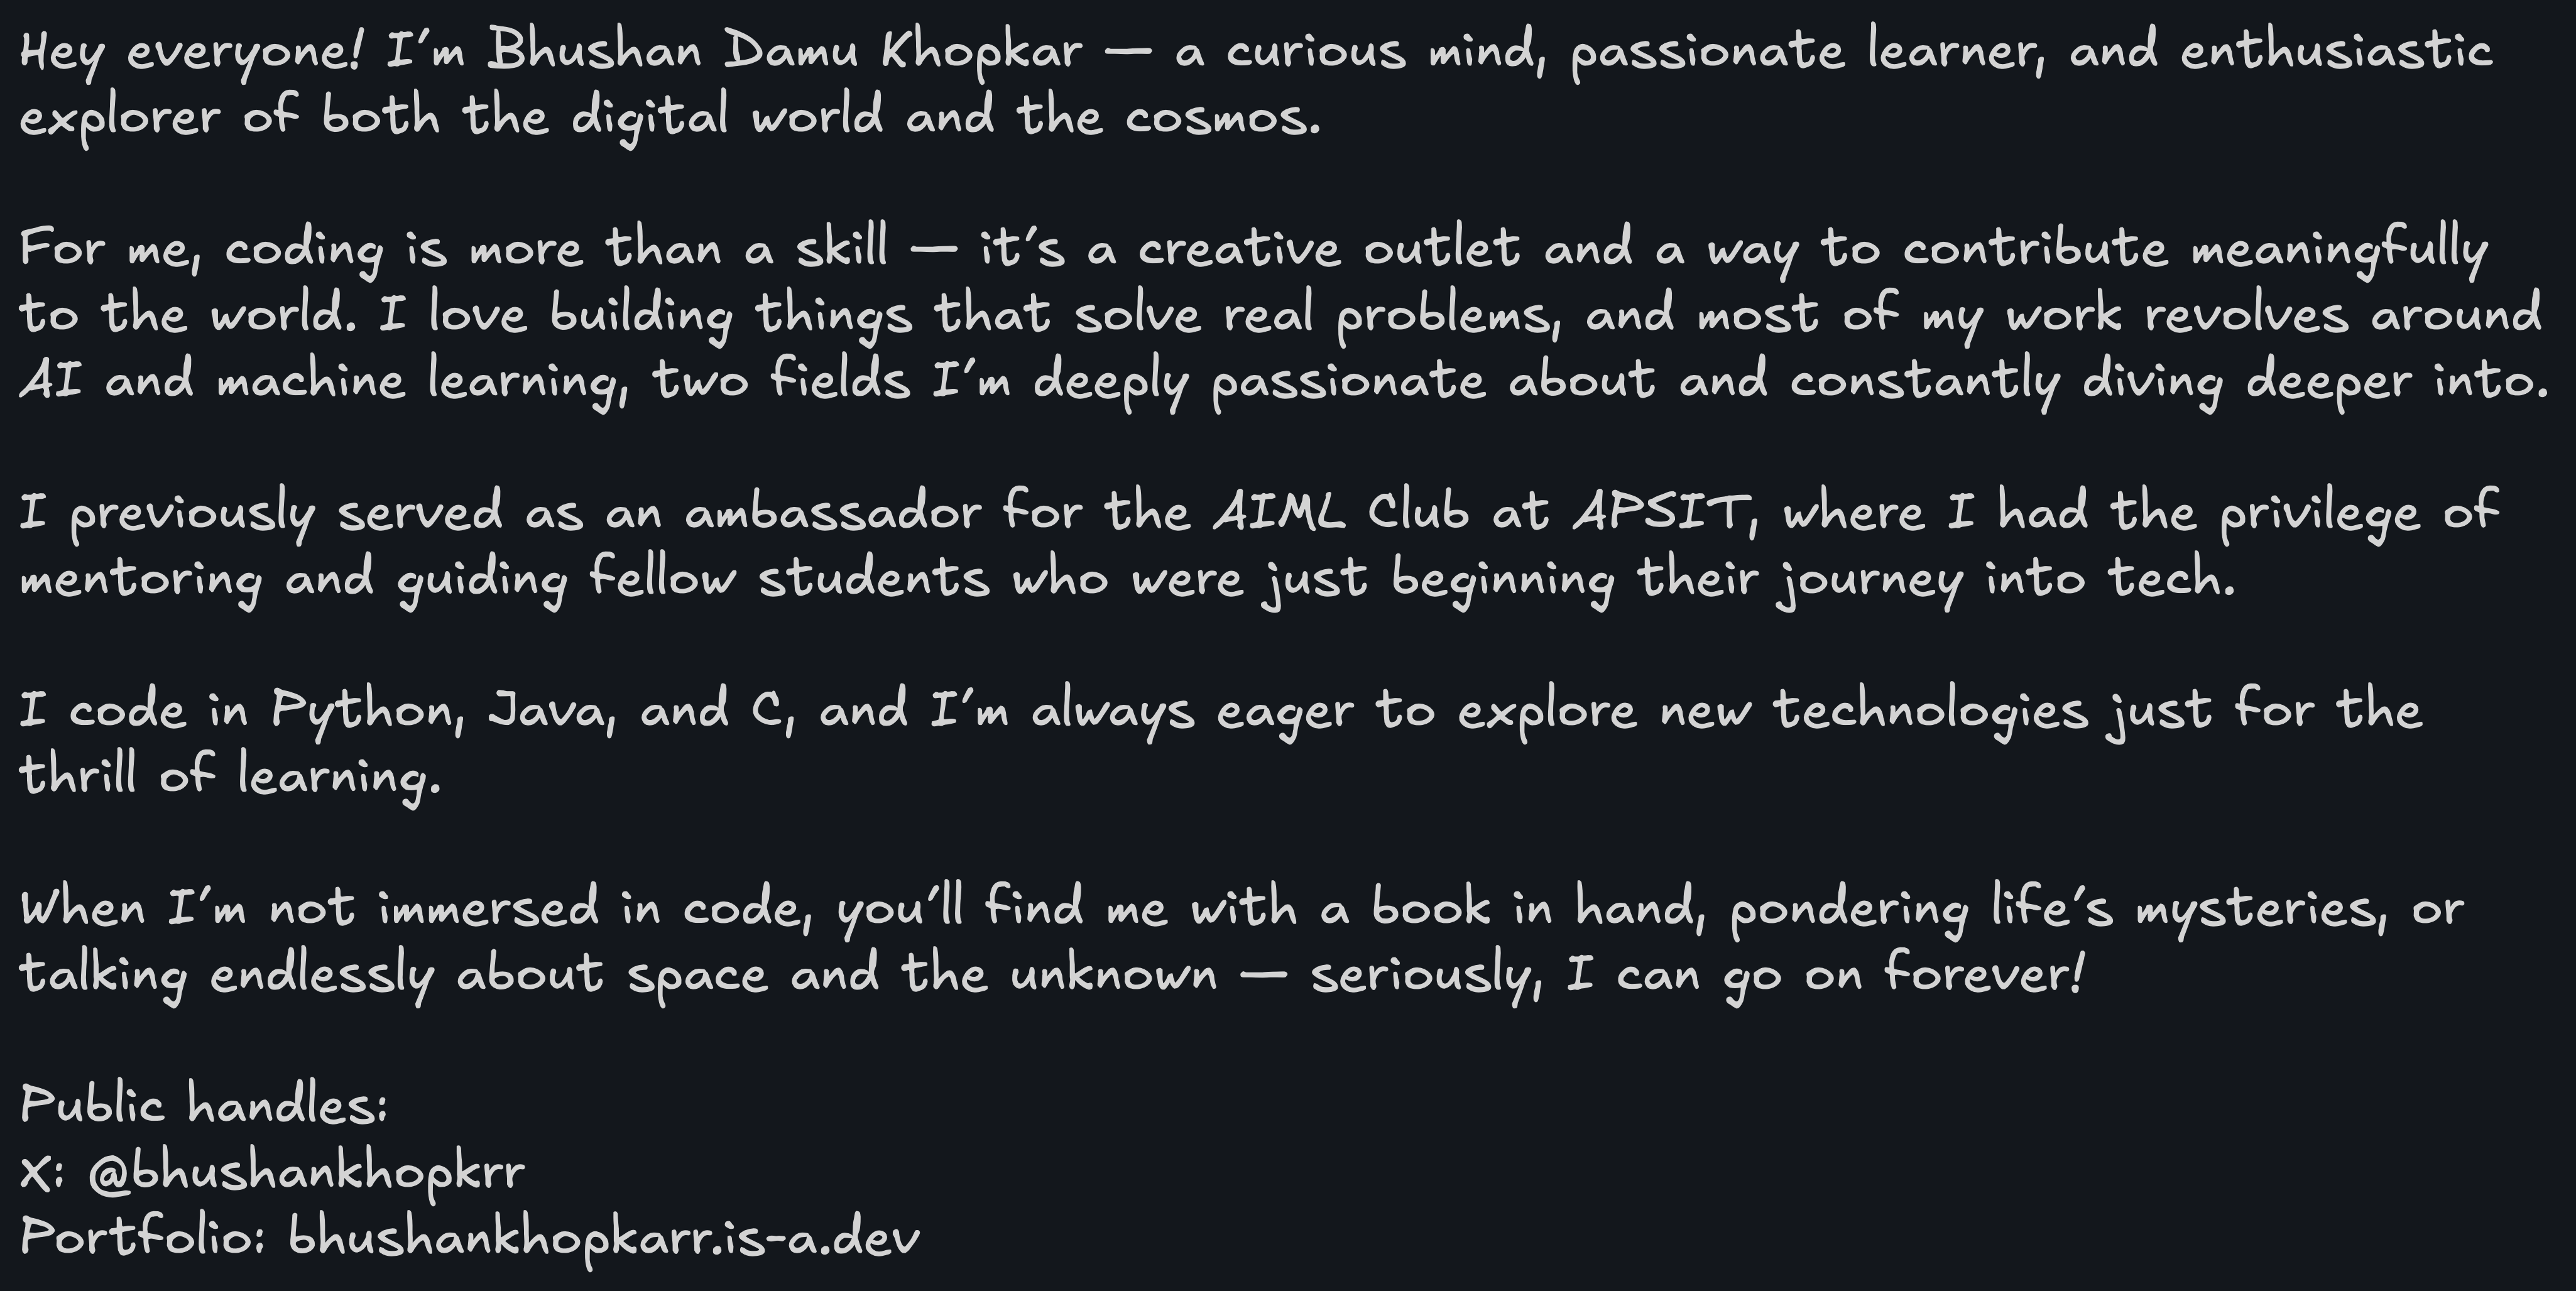 Hey everyone! I'm Bhushan Damu Khopkar — a curious mind, passionate learner, and enthusiastic
explorer of both the digital world and the cosmos.
For me, coding is more than a skill — it's a creative outlet and a way to contribute meaningfully
to the world. I love building things that solve real problems, and most of my work revolves around
AI and machine learning, two fields I'm deeply passionate about and constantly diving deeper into.
I previously served as an ambassador for the AIML Club at APSIT, where I had the privilege of
mentoring and guiding fellow students who were just beginning their journey into tech.
I code in Python, Java, and C, and I'm always eager to explore new technologies just for the
thrill of learning.
When I'm not immersed in code, you'll find me with a book in hand, pondering life's mysteries, or
talking endlessly about space and the unknown — seriously, I can go on forever!
Public handles:
X: @bhushankhopkrr
Portfolio: bhushankhopkarr.is-a.dev